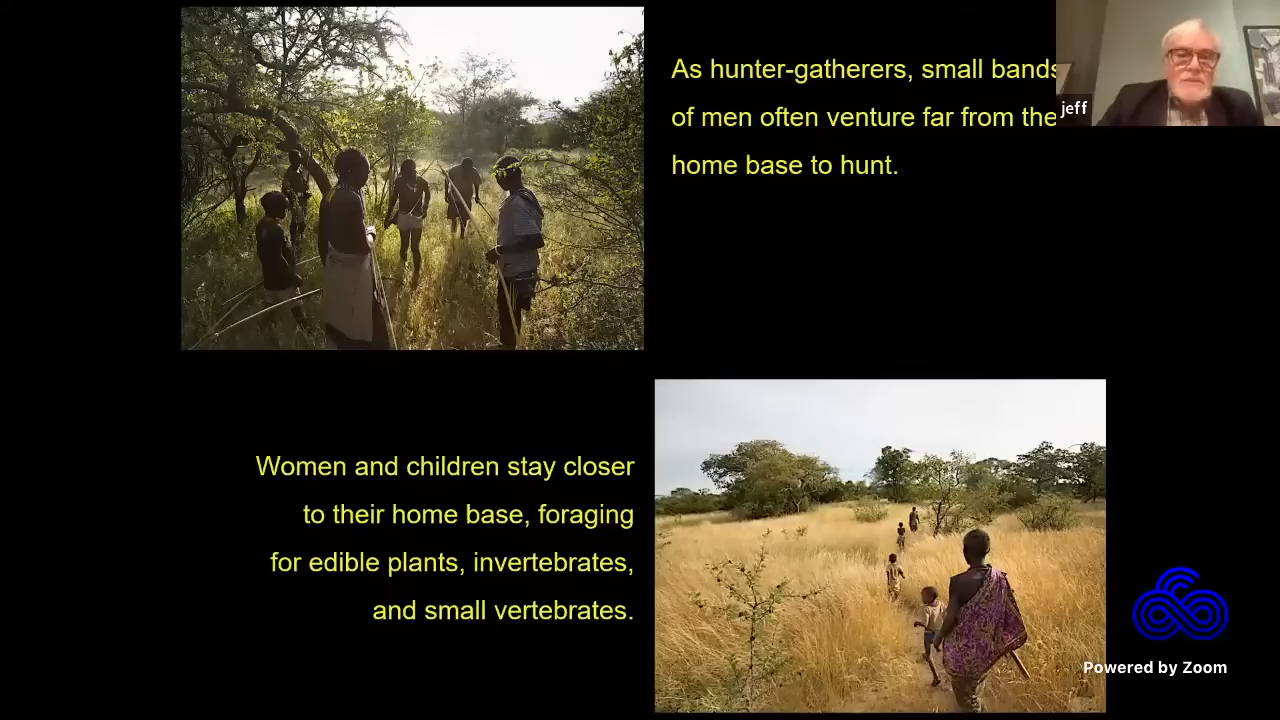 As hunter-gatherers, small bands
of men often venture far from the
home base to hunt.
jeff
Women and children stay closer
to their home base, foraging
for edible plants, invertebrates,
and small vertebrates.
Powered by Zoom